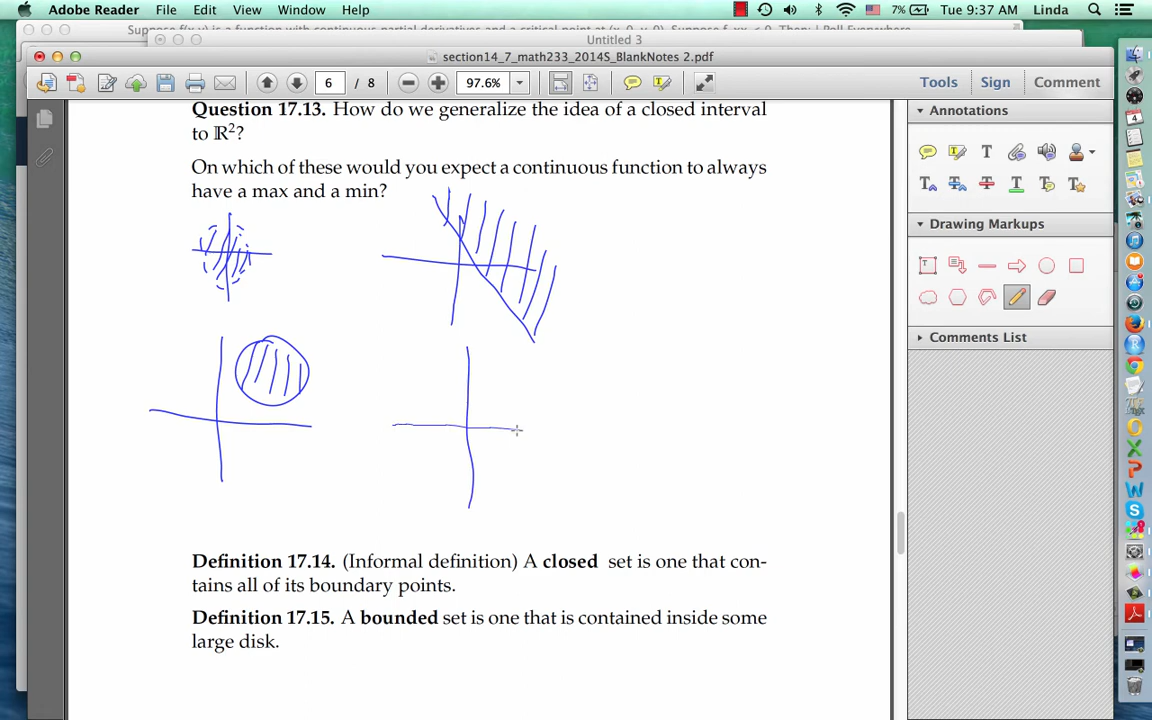 Adobe Reader File Edit View Window Help 7% Tue 9:37 AM Linda
Untitled 3
section14_7_math233_2014S_BlankNotes 2.pdf
6 / 8 97.6% Tools Sign Comment
Question 17.13. How do we generalize the idea of a closed interval
to ℝ²?
On which of these would you expect a continuous function to always
have a max and a min?
Definition 17.14. (Informal definition) A closed set is one that con-
tains all of its boundary points.
Definition 17.15. A bounded set is one that is contained inside some
large disk.
Annotations
Drawing Markups
Comments List